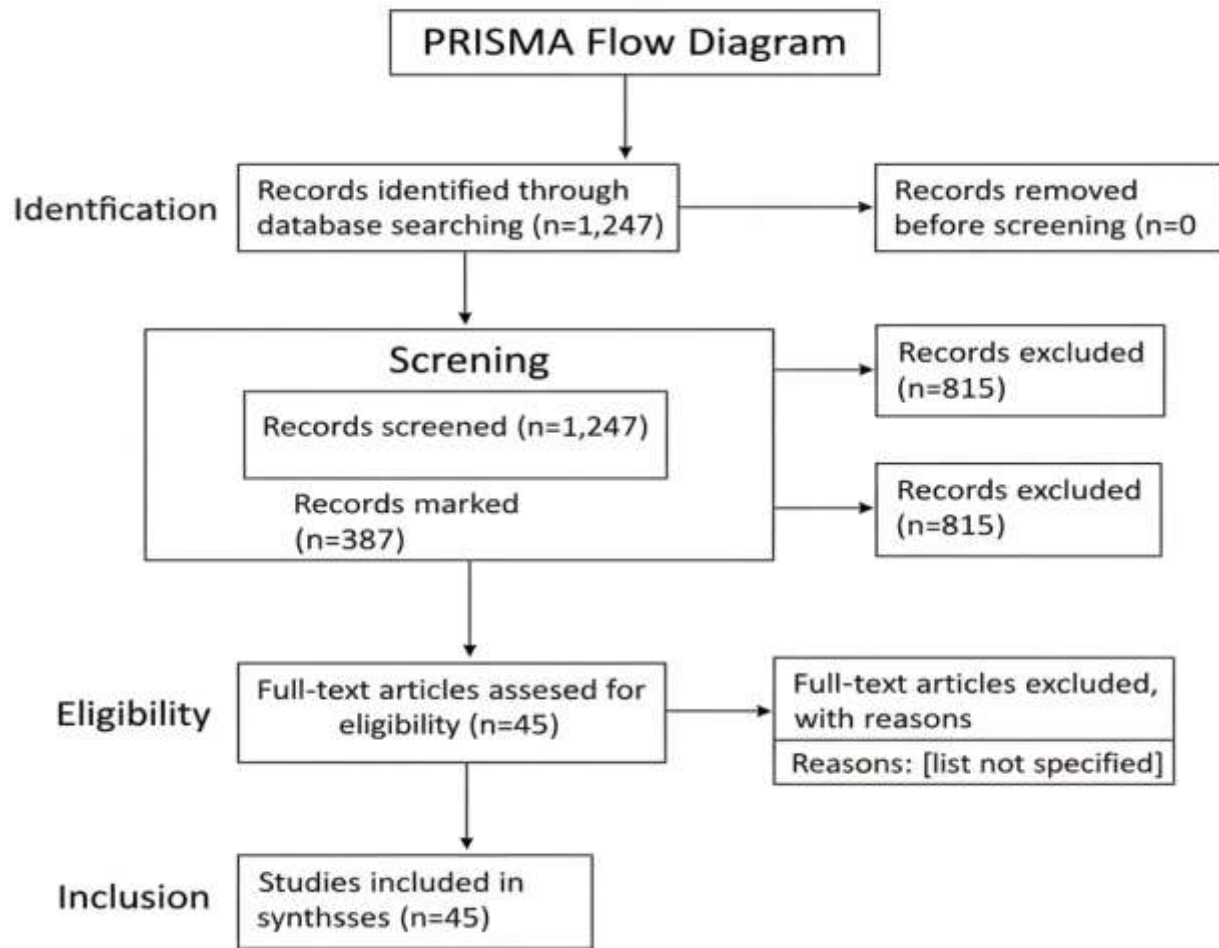 PRISMA Flow Diagram
Identfication
Records identified through
database searching (n=1,247)
Records removed
before screening (n=0
Screning
Records screened (n=1,247)
Records marked
(n=387)
Records excluded
(n=815)
Records excluded
(n=815)
Eligibility
Full-text articles assesed for
eligibility (n=45)
Full-text articles excluded,
with reasons
Reasons: [list not specified]
Inclusion
Studies included in
synthsses (n=45)